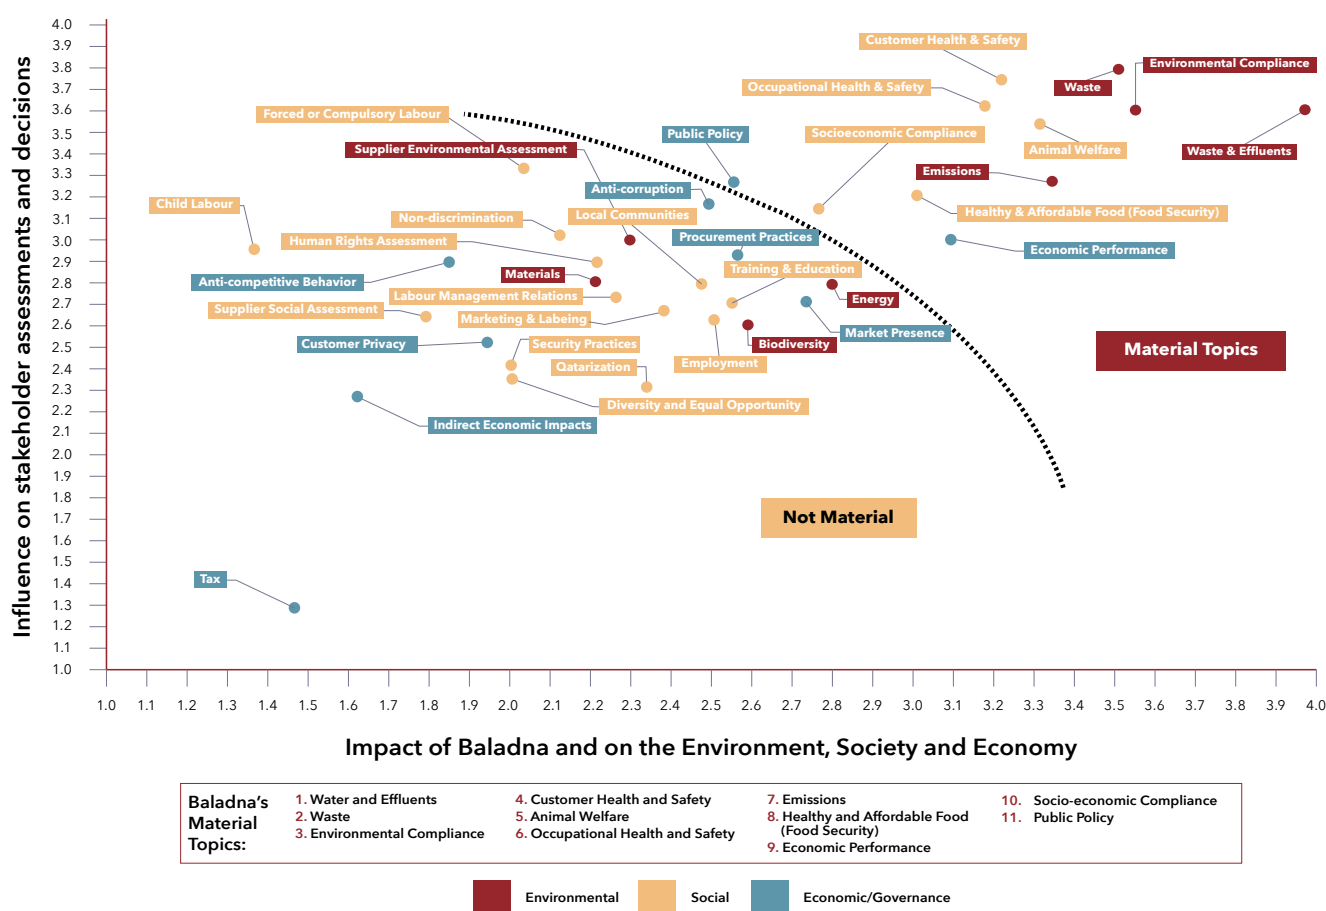 Influence on stakeholder assessments and decisions
4.0
3.9
3.8
3.7
3.6
3.5
3.4
3.3
3.2
3.1
3.0
2.9
2.8
2.7
2.6
2.5
2.4
2.3
2.2
2.1
2.0
1.9
1.8
1.7
1.6
1.5
1.4
1.3
1.2
1.1
1.0
Customer Health & Safety
Environmental Compliance
Occupational Health & Safety
Waste
Forced or Compulsory Labour
Public Policy
Socioeconomic Compliance
Supplier Environmental Assessment
Animal Welfare
Waste & Effluents
Emissions
Anti-corruption
Child Labour
Non-discrimination
Local Communities
Healthy & Affordable Food (Food Security)
Human Rights Assessment
Procurement Practices
Economic Performance
Anti-competitive Behavior
Materials
Training & Education
Labour Management Relations
Energy
Supplier Social Assessment
Marketing & Labeing
Market Presence
Customer Privacy
Security Practices
Biodiversity
Material Topics
Qatarization
Employment
Diversity and Equal Opportunity
Indirect Economic Impacts
Not Material
Tax
1.0 1.1 1.2 1.3 1.4 1.5 1.6 1.7 1.8 1.9 2.0 2.1 2.2 2.3 2.4 2.5 2.6 2.7 2.8 2.9 3.0 3.1 3.2 3.3 3.4 3.5 3.6 3.7 3.8 3.9 4.0
Impact of Baladna and on the Environment, Society and Economy
Baladna's
Material
Topics:
1. Water and Effluents
2. Waste
3. Environmental Compliance
4. Customer Health and Safety
5. Animal Welfare
6. Occupational Health and Safety
7. Emissions
8. Healthy and Affordable Food
(Food Security)
9. Economic Performance
10. Socio-economic Compliance
11. Public Policy
Environmental
Social
Economic/Governance